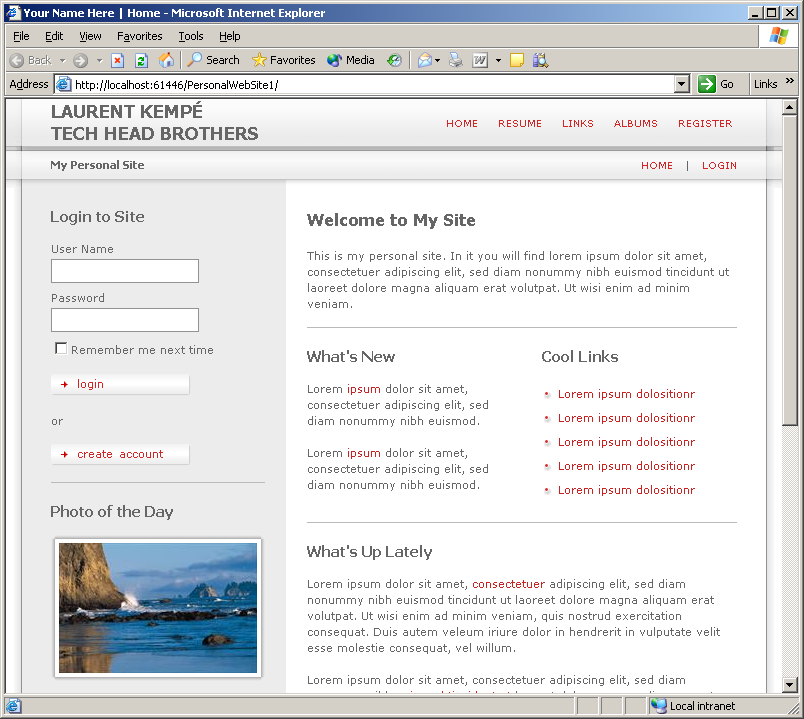 Your Name Here | Home - Microsoft Internet Explorer
File Edit View Favorites Tools Help
Back Search Favorites Media
Address http://localhost:61446/PersonalWebSite1/ Go Links »
LAURENT KEMPÉ
TECH HEAD BROTHERS
HOME RESUME LINKS ALBUMS REGISTER
My Personal Site
HOME | LOGIN
Login to Site
User Name
Password
Remember me next time
login
or
create account
Photo of the Day
Welcome to My Site
This is my personal site. In it you will find lorem ipsum dolor sit amet,
consectetuer adipiscing elit, sed diam nonummy nibh euismod tincidunt ut
laoreet dolore magna aliquam erat volutpat. Ut wisi enim ad minim
veniam.
What's New
Lorem ipsum dolor sit amet,
consectetuer adipiscing elit, sed
diam nonummy nibh euismod.
Lorem ipsum dolor sit amet,
consectetuer adipiscing elit, sed
diam nonummy nibh euismod.
Cool Links
Lorem ipsum dolositionr
Lorem ipsum dolositionr
Lorem ipsum dolositionr
Lorem ipsum dolositionr
Lorem ipsum dolositionr
What's Up Lately
Lorem ipsum dolor sit amet, consectetuer adipiscing elit, sed diam
nonummy nibh euismod tincidunt ut laoreet dolore magna aliquam erat
volutpat. Ut wisi enim ad minim veniam, quis nostrud exercitation
consequat. Duis autem veleum iriure dolor in hendrerit in vulputate velit
esse molestie consequat, vel willum.
Lorem ipsum dolor sit amet, consectetuer adipiscing elit, sed diam
Local intranet